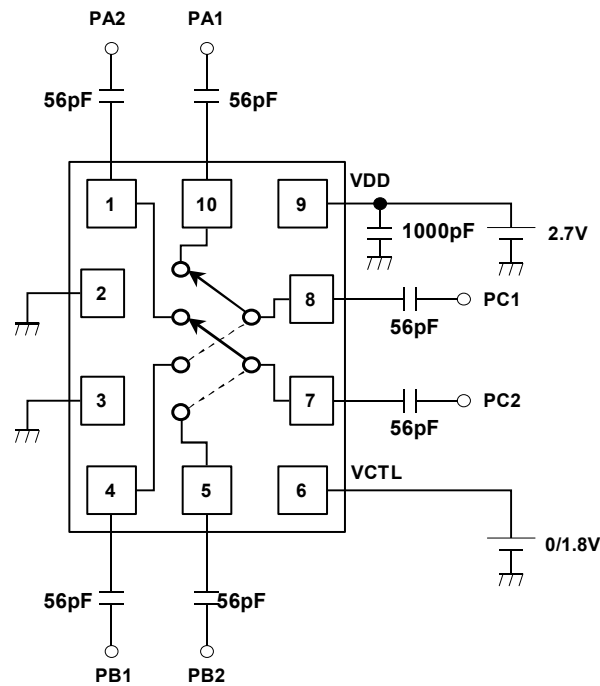 PA2 PA1
56pF 56pF
VDD
1 10 9
1000pF 2.7V
2 8 PC1
56pF
3 7 PC2
56pF
VCTL
4 5 6
0/1.8V
56pF 56pF
PB1 PB2